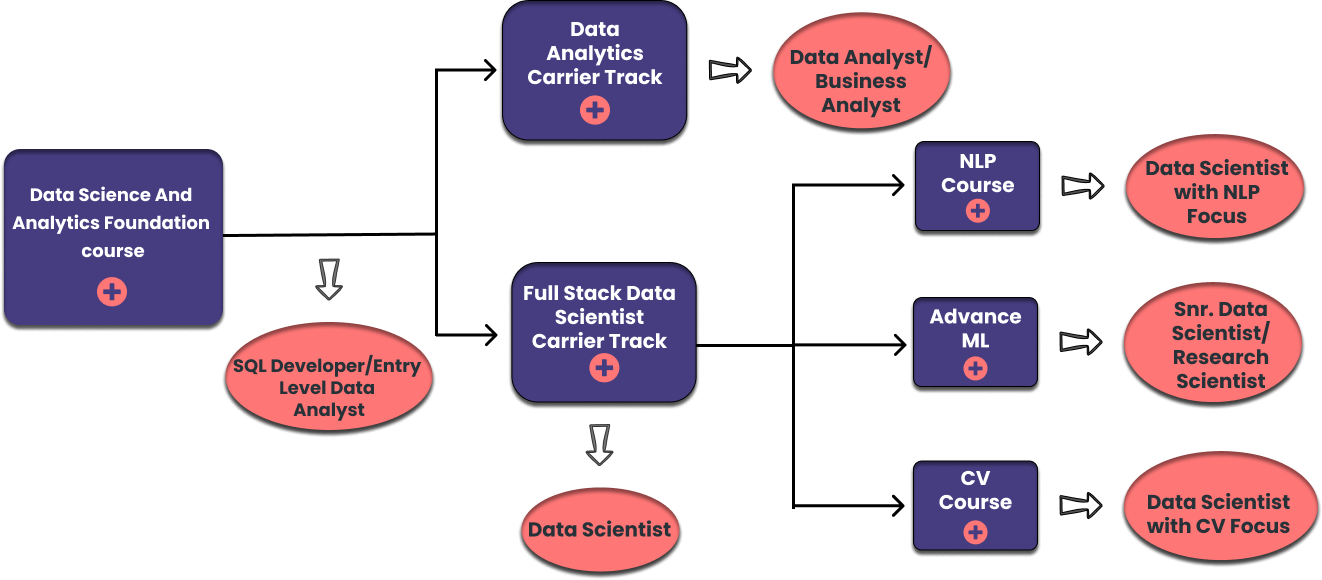 Data
Analytics
Carrier Track
Data Analyst/
Business
Analyst
Data Science And
Analytics Foundation
course
SQL Developer/Entry
Level Data
Analyst
Full Stack Data
Scientist
Carrier Track
Data Scientist
NLP
Course
Data Scientist
with NLP
Focus
Advance
ML
Snr. Data
Scientist/
Research
Scientist
CV
Course
Data Scientist
with CV Focus